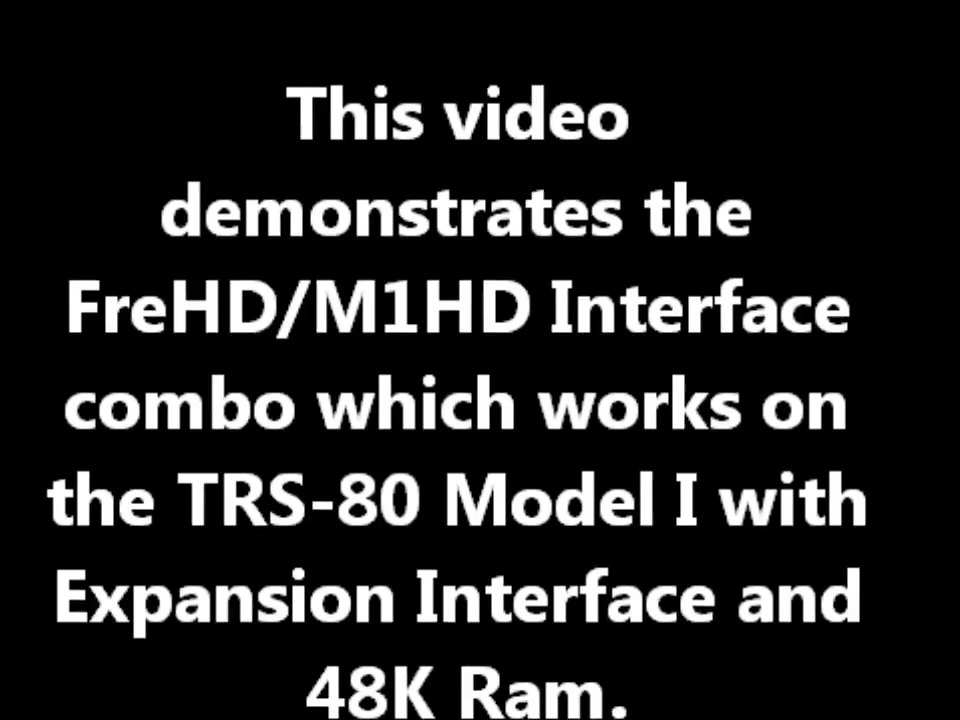 This video
demonstrates the
FreHD/M1HD Interface
combo which works on
the TRS-80 Model I with
Expansion Interface and
48K Ram.